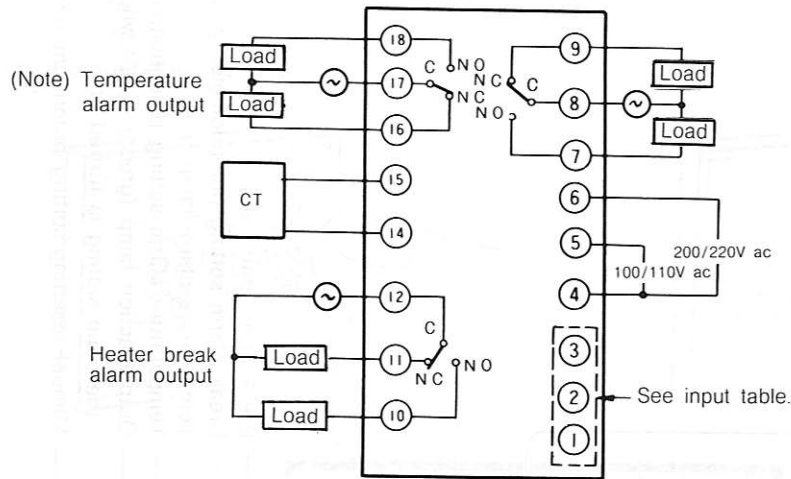 Load
(Note) Temperature
alarm output
Load
18
17
16
C
NO
NC
NC
C
NO
9
8
7
Load
Load
CT
15
14
6
5
4
200/220V ac
100/110V ac
Heater break
alarm output
Load
Load
12
11
10
C
NC
NO
3
2
1
See input table.